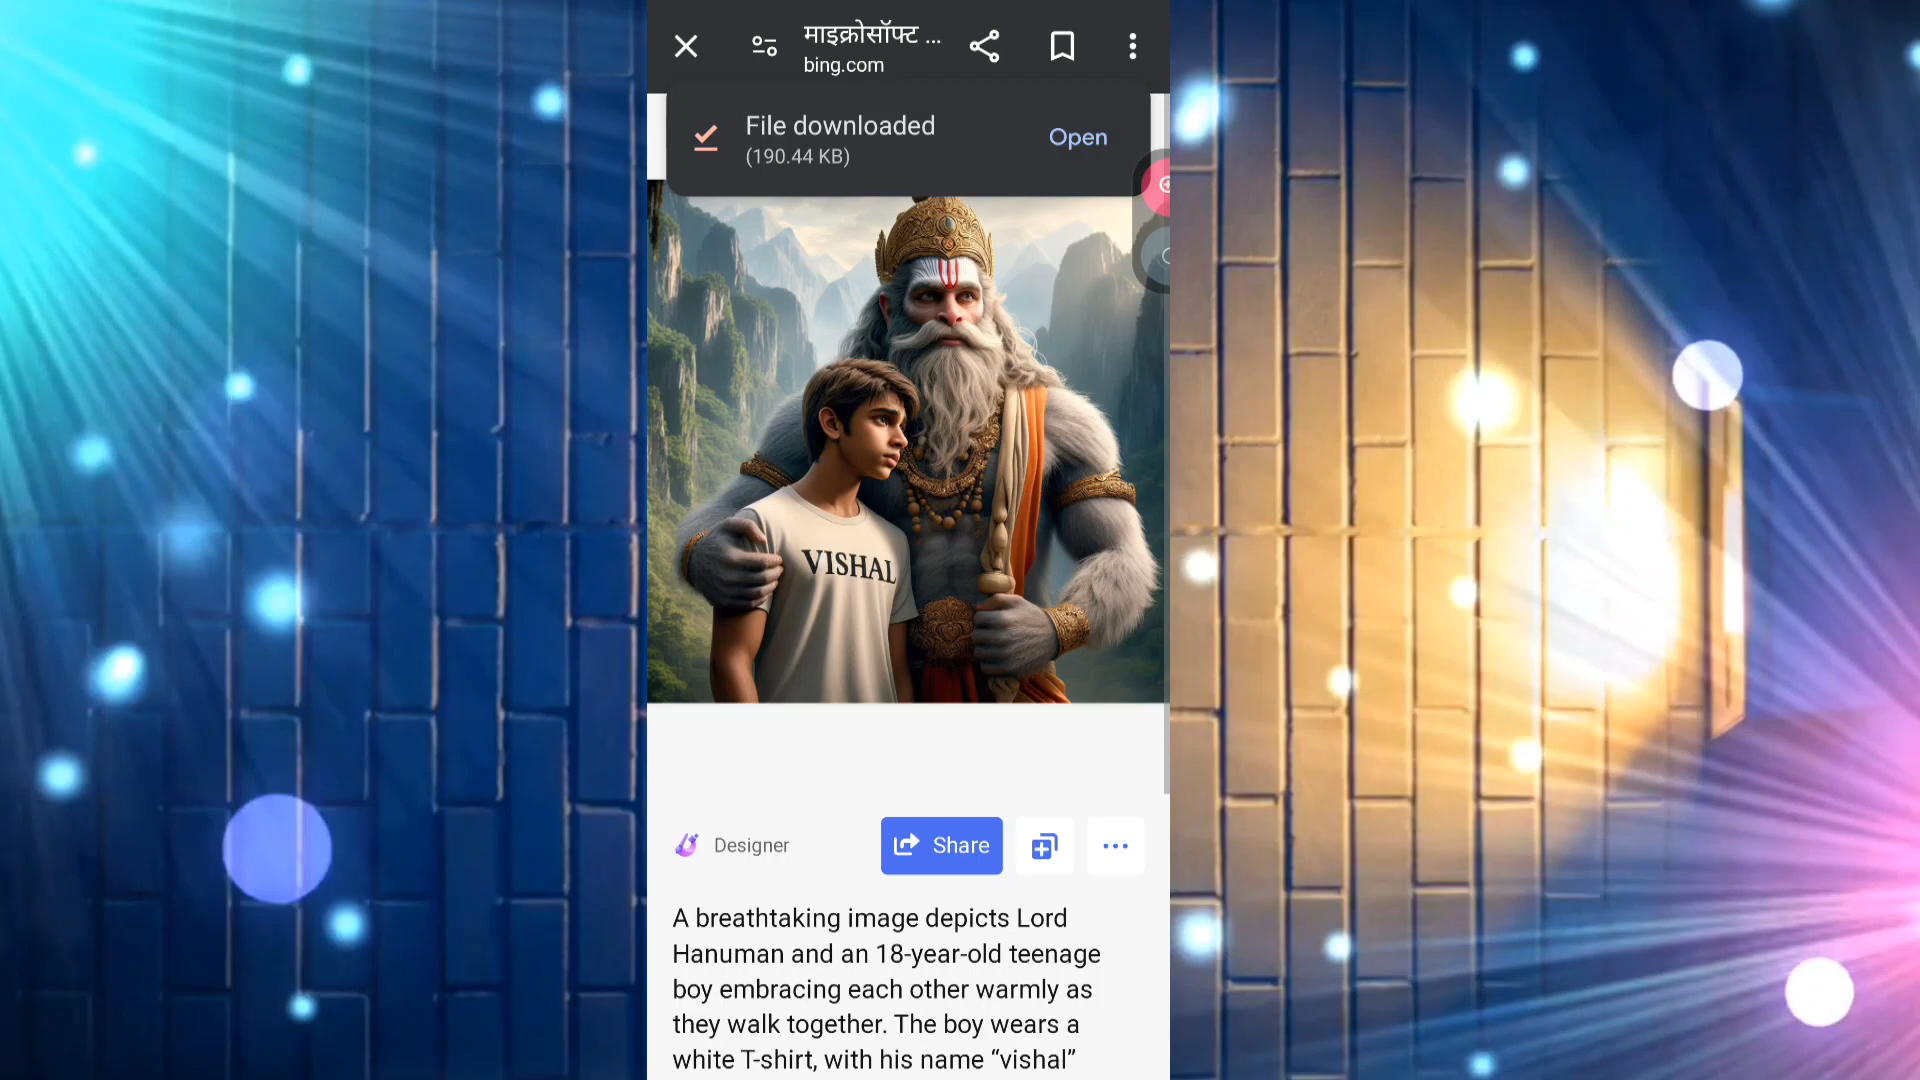 माइक्रोसॉफ्ट ...
bing.com
File downloaded
(190.44 KB)
Open
VISHAL
Designer
Share
A breathtaking image depicts Lord
Hanuman and an 18-year-old teenage
boy embracing each other warmly as
they walk together. The boy wears a
white T-shirt, with his name “vishal”